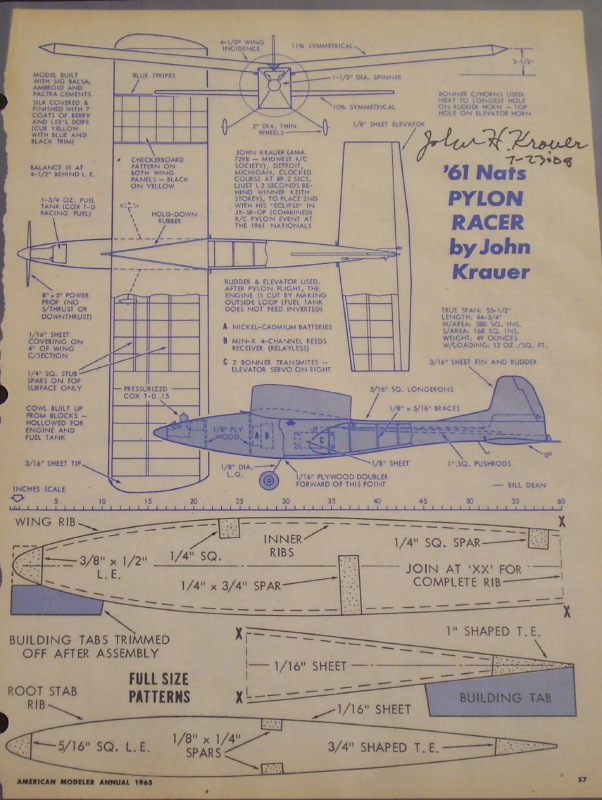 4-1/2° WING
INCIDENCE
11% SYMMETRICAL
3-1/2"
MODEL BUILT
WITH SIG BALSA,
AMBROID AND
PACTRA CEMENTS.
SILK COVERED &
FINISHED WITH 7
COATS OF BERRY
AND LEE'S DOPE
(CUB YELLOW
WITH BLUE AND
BLACK TRIM)
BLUE STRIPES
1-1/2" DIA. SPINNER
10% SYMMETRICAL
2" DIA. THIN
WHEELS
BONNER C/HORNS USED:
NEXT TO LONGEST HOLE
ON RUDDER HORN — TOP
HOLE ON ELEVATOR HORN
1/8" SHEET ELEVATOR
John H. Krauer
7-23-08
CHECKERBOARD
PATTERN ON
BOTH WING
PANELS — BLACK
ON YELLOW
JOHN KRAUER (AMA
7298 — MIDWEST R/C
SOCIETY), DETROIT,
MICHIGAN, CLOCKED
COURSE AT 89.2 SECS.
(JUST 1.2 SECONDS BE-
HIND WINNER KEITH
STOREY), TO PLACE 2ND
WITH HIS "ECLIPSE" IN
JR-SR-OP (COMBINED)
R/C PYLON EVENT AT
THE 1961 NATIONALS
BALANCE IS AT
4-1/2" BEHIND L.E.
'61 Nats
PYLON
RACER
by John
Krauer
1-3/4 OZ. FUEL
TANK (COX T-D
RACING FUEL)
HOLD-DOWN
RUBBER
8" x 5" POWER
PROP (NO
S/THRUST OR
DOWNTHRUST)
RUDDER & ELEVATOR USED.
AFTER PYLON FLIGHT, THE
ENGINE IS CUT BY MAKING
OUTSIDE LOOP (FUEL TANK
DOES NOT FEED INVERTED)
TRUE SPAN: 55-1/2"
LENGTH: 44-3/4"
W/AREA: 580 SQ. INS.
S/AREA: 168 SQ. INS.
WEIGHT: 49 OUNCES
W/LOADING: 12 OZ./SQ. FT.
1/16" SHEET
COVERING ON
4" OF WING
C/SECTION
A NICKEL-CADMIUM BATTERIES
B MIN-X 4-CHANNEL REEDS
RECEIVER (RELAYLESS)
C 2 BONNER TRANSMITES —
ELEVATOR SERVO ON RIGHT
1/4" SQ. STUB
SPARS ON TOP
SURFACE ONLY
3/16" SHEET FIN AND RUDDER
PRESSURIZED
COX T-D .15
5/16" SQ. LONGERONS
1/8" x 5/16" BRACES
COWL BUILT UP
FROM BLOCKS —
HOLLOWED FOR
ENGINE AND
FUEL TANK
1/8" PLY
WOOD
A
B
C
3/16" SHEET TIP
1/8" DIA.
L.G.
1/16" PLYWOOD DOUBLER
FORWARD OF THIS POINT
1/8" SHEET
1" SQ. PUSHRODS
0°
— BILL DEAN
INCHES SCALE
5 10 15 20 25 30 35 40 45 50 55 60
WING RIB
X
3/8" x 1/2"
L.E.
1/4" SQ.
INNER
RIBS
1/4" SQ. SPAR
1/4" x 3/4" SPAR
JOIN AT 'XX' FOR
COMPLETE RIB
X
BUILDING TABS TRIMMED
OFF AFTER ASSEMBLY
X
1" SHAPED T.E.
1/16" SHEET
FULL SIZE
PATTERNS
X
BUILDING TAB
ROOT STAB
RIB
1/16" SHEET
5/16" SQ. L.E.
1/8" x 1/4"
SPARS
3/4" SHAPED T.E.
AMERICAN MODELER ANNUAL 1963
57